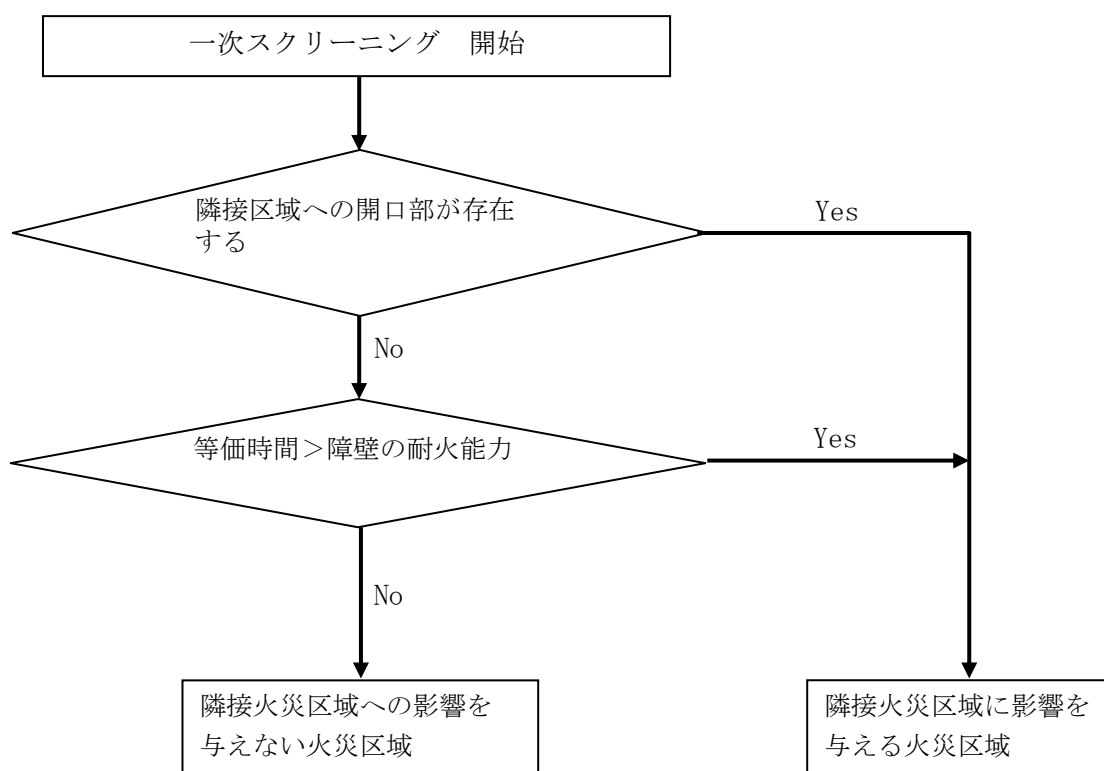 一次スクリーニング　開始
隣接区域への開口部が存在
する
Yes
No
等価時間＞障壁の耐火能力
Yes
No
隣接火災区域への影響を
与えない火災区域
隣接火災区域に影響を
与える火災区域